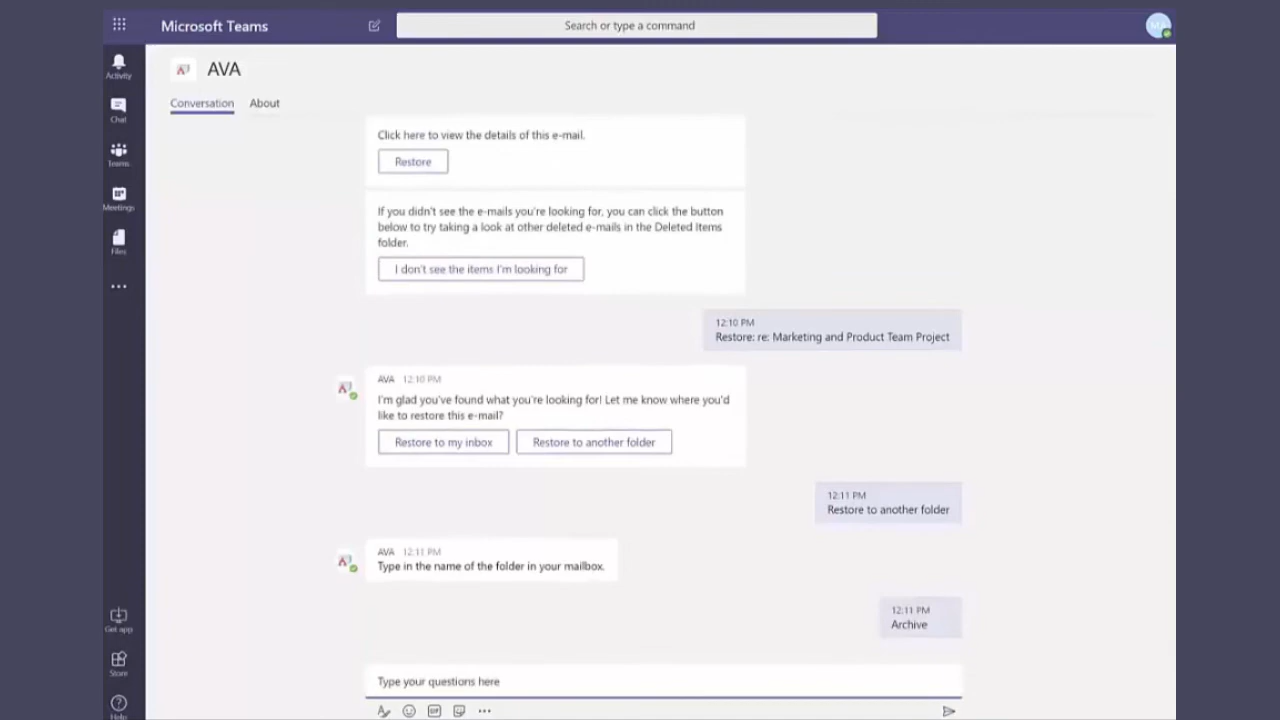 Microsoft Teams
Search or type a command
Activity
Chat
Teams
Meetings
Files
Get app
Store
Help
AVA
Conversation About
Click here to view the details of this e-mail.
Restore
If you didn't see the e-mails you're looking for, you can click the button
below to try taking a look at other deleted e-mails in the Deleted Items
folder.
I don't see the items I'm looking for
12:10 PM
Restore: re: Marketing and Product Team Project
AVA 12:10 PM
I'm glad you've found what you're looking for! Let me know where you'd
like to restore this e-mail?
Restore to my inbox Restore to another folder
12:11 PM
Restore to another folder
AVA 12:11 PM
Type in the name of the folder in your mailbox.
12:11 PM
Archive
Type your questions here
GIF